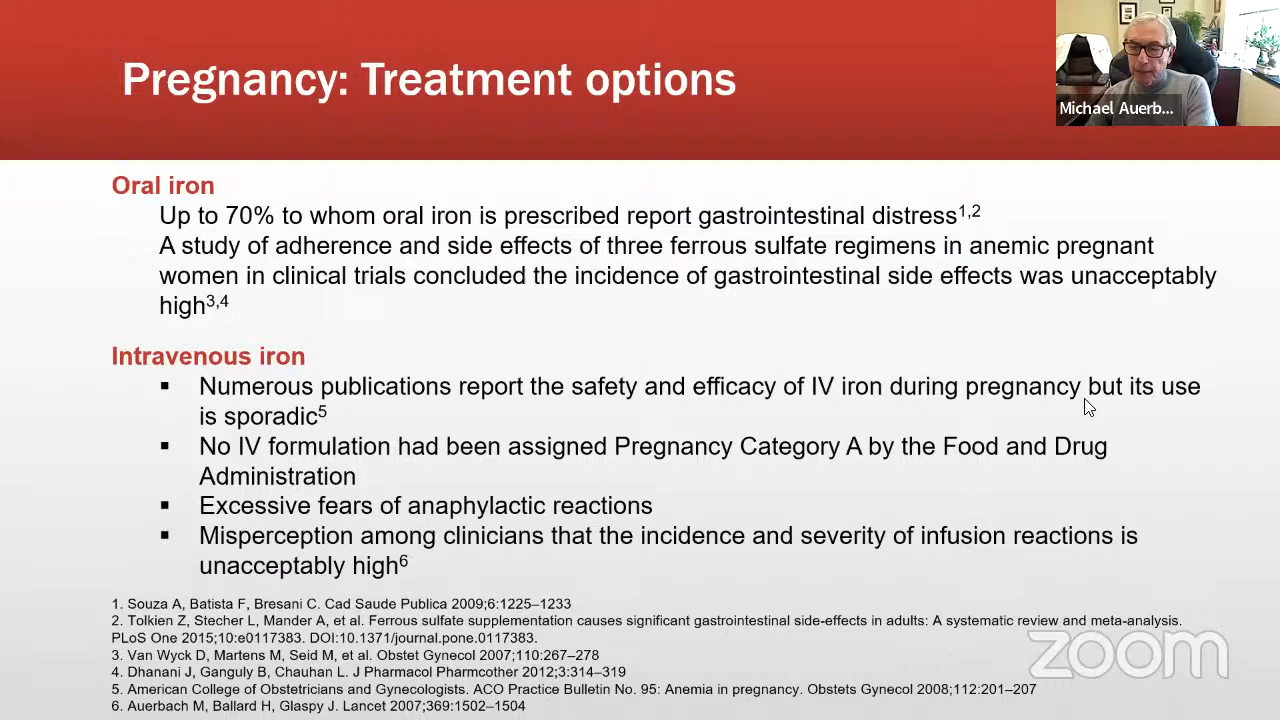 Pregnancy: Treatment options
Michael Auerb...
Oral iron
Up to 70% to whom oral iron is prescribed report gastrointestinal distress1,2
A study of adherence and side effects of three ferrous sulfate regimens in anemic pregnant
women in clinical trials concluded the incidence of gastrointestinal side effects was unacceptably
high3,4
Intravenous iron
▪ Numerous publications report the safety and efficacy of IV iron during pregnancy but its use
is sporadic5
▪ No IV formulation had been assigned Pregnancy Category A by the Food and Drug
Administration
▪ Excessive fears of anaphylactic reactions
▪ Misperception among clinicians that the incidence and severity of infusion reactions is
unacceptably high6
1. Souza A, Batista F, Bresani C. Cad Saude Publica 2009;6:1225–1233
2. Tolkien Z, Stecher L, Mander A, et al. Ferrous sulfate supplementation causes significant gastrointestinal side-effects in adults: A systematic review and meta-analysis.
PLoS One 2015;10:e0117383. DOI:10.1371/journal.pone.0117383.
3. Van Wyck D, Martens M, Seid M, et al. Obstet Gynecol 2007;110:267–278
4. Dhanani J, Ganguly B, Chauhan L. J Pharmacol Pharmcother 2012;3:314–319
5. American College of Obstetricians and Gynecologists. ACO Practice Bulletin No. 95: Anemia in pregnancy. Obstets Gynecol 2008;112:201–207
6. Auerbach M, Ballard H, Glaspy J. Lancet 2007;369:1502–1504
zoom